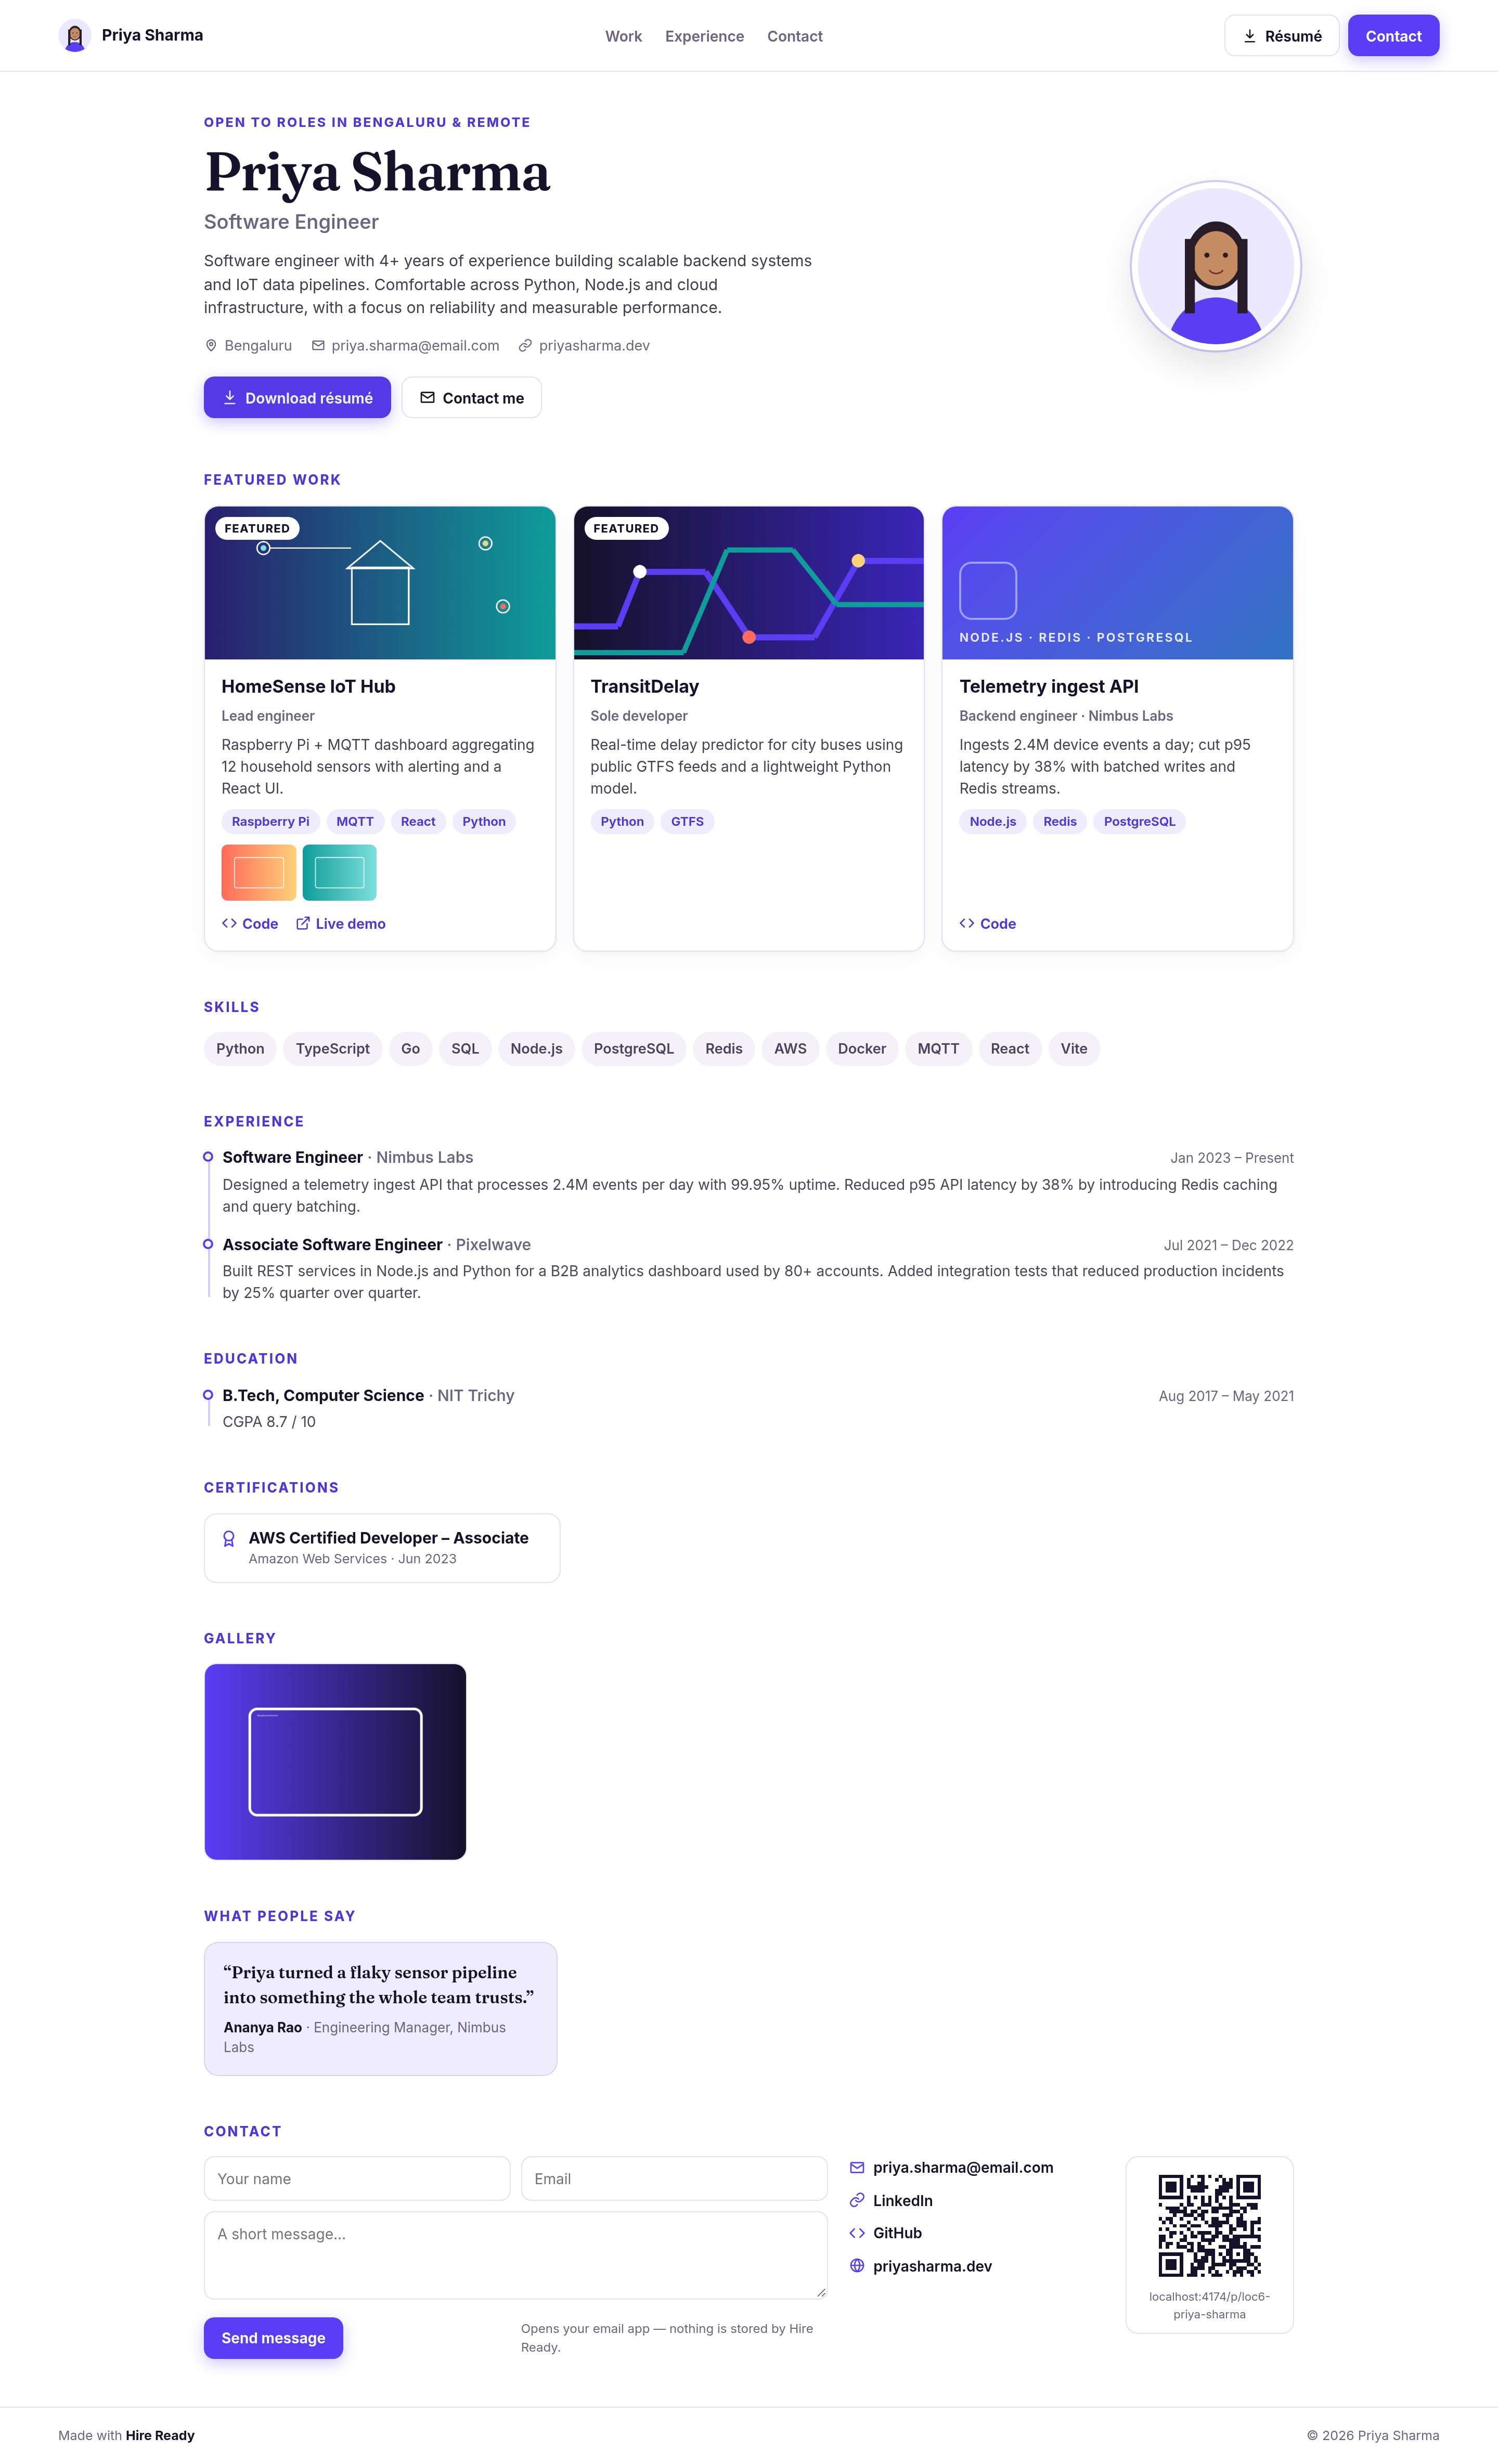 Priya Sharma
Work
Experience
Contact
Résumé
Contact
OPEN TO ROLES IN BENGALURU & REMOTE
Priya Sharma
Software Engineer
Software engineer with 4+ years of experience building scalable backend systems
and IoT data pipelines. Comfortable across Python, Node.js and cloud
infrastructure, with a focus on reliability and measurable performance.
Bengaluru
priya.sharma@email.com
priyasharma.dev
Download résumé
Contact me
FEATURED WORK
FEATURED
HomeSense IoT Hub
Lead engineer
Raspberry Pi + MQTT dashboard aggregating
12 household sensors with alerting and a
React UI.
Raspberry Pi
MQTT
React
Python
Code
Live demo
FEATURED
TransitDelay
Sole developer
Real-time delay predictor for city buses using
public GTFS feeds and a lightweight Python
model.
Python
GTFS
NODE.JS · REDIS · POSTGRESQL
Telemetry ingest API
Backend engineer · Nimbus Labs
Ingests 2.4M device events a day; cut p95
latency by 38% with batched writes and
Redis streams.
Node.js
Redis
PostgreSQL
Code
SKILLS
Python
TypeScript
Go
SQL
Node.js
PostgreSQL
Redis
AWS
Docker
MQTT
React
Vite
EXPERIENCE
Software Engineer · Nimbus Labs
Jan 2023 – Present
Designed a telemetry ingest API that processes 2.4M events per day with 99.95% uptime. Reduced p95 API latency by 38% by introducing Redis caching
and query batching.
Associate Software Engineer · Pixelwave
Jul 2021 – Dec 2022
Built REST services in Node.js and Python for a B2B analytics dashboard used by 80+ accounts. Added integration tests that reduced production incidents
by 25% quarter over quarter.
EDUCATION
B.Tech, Computer Science · NIT Trichy
Aug 2017 – May 2021
CGPA 8.7 / 10
CERTIFICATIONS
AWS Certified Developer – Associate
Amazon Web Services · Jun 2023
GALLERY
WHAT PEOPLE SAY
“Priya turned a flaky sensor pipeline
into something the whole team trusts.”
Ananya Rao · Engineering Manager, Nimbus
Labs
CONTACT
Your name
Email
A short message…
Send message
Opens your email app — nothing is stored by Hire
Ready.
priya.sharma@email.com
LinkedIn
GitHub
priyasharma.dev
localhost:4174/p/loc6-
priya-sharma
Made with Hire Ready
© 2026 Priya Sharma